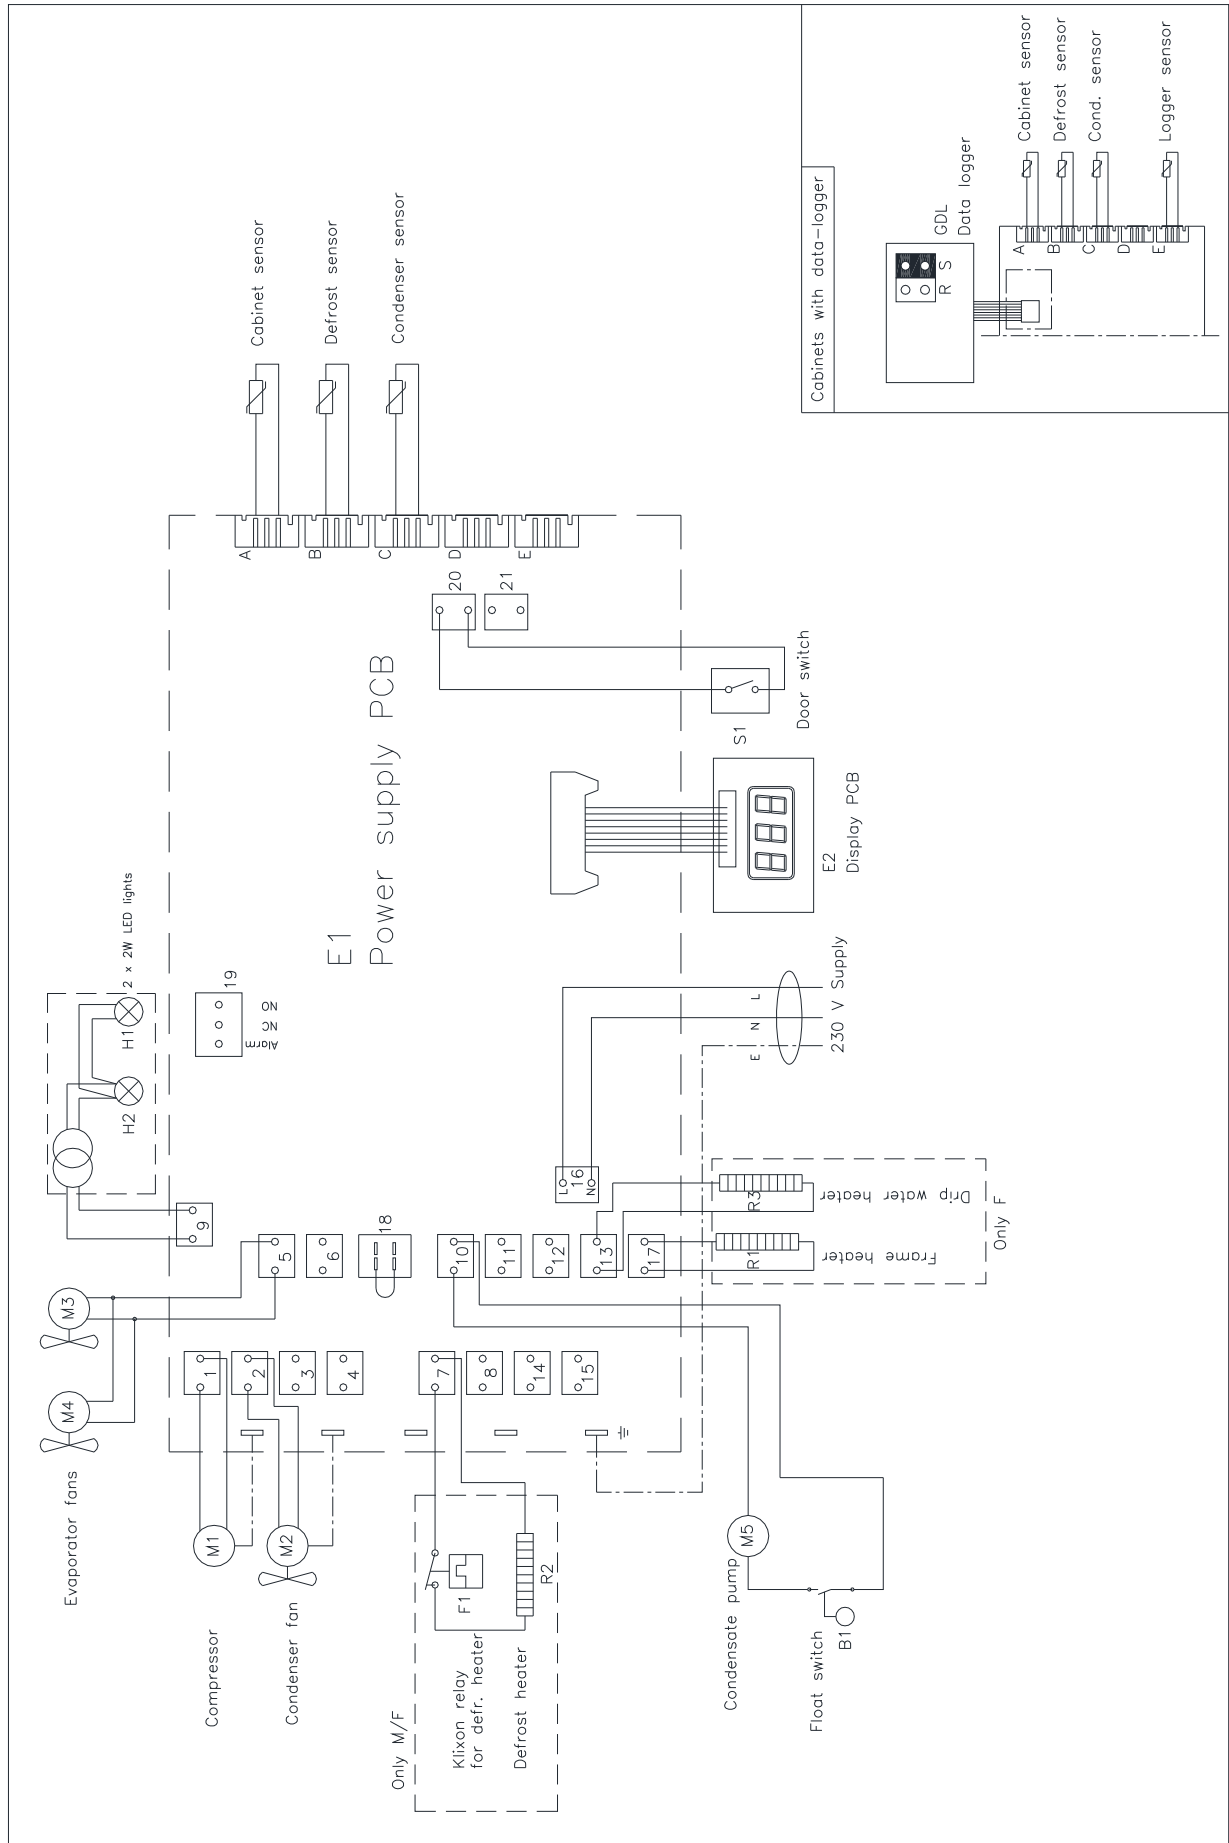 Evaporator fans
M4
M3
Compressor
M1
Condenser fan
M2
Only M/F
Klixon relay
for defr. heater
F1
Defrost heater
R2
Condensate pump
M5
Float switch
B1
1
2
3
4
7
8
14
15
5
6
18
10
11
12
13
17
9
16
L
N
H2
H1
2 x 2W LED lights
19
Alarm
NC
NO
E1
Power supply PCB
R3
Drip water heater
R1
Frame heater
Only F
E
N
L
230 V Supply
E2
Display PCB
S1
Door switch
20
21
A
B
C
D
E
Cabinet sensor
Defrost sensor
Condenser sensor
Cabinets with data-logger
R
S
GDL
Data logger
A
B
C
D
E
Cabinet sensor
Defrost sensor
Cond. sensor
Logger sensor